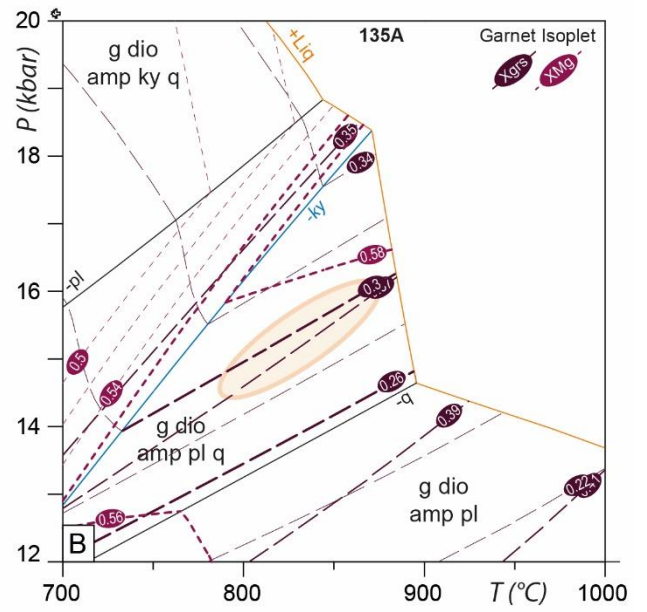 20
135A
Garnet Isoplet
Xgrs
XMg
+Liq
g dio
amp ky q
P (kbar)
18
0.35
0.34
-ky
-pl
0.58
16
0.5
0.54
14
g dio
amp pl q
0.26
-q
0.39
g dio
amp pl
0.56
B
12
700
800
900
T (°C)
1000